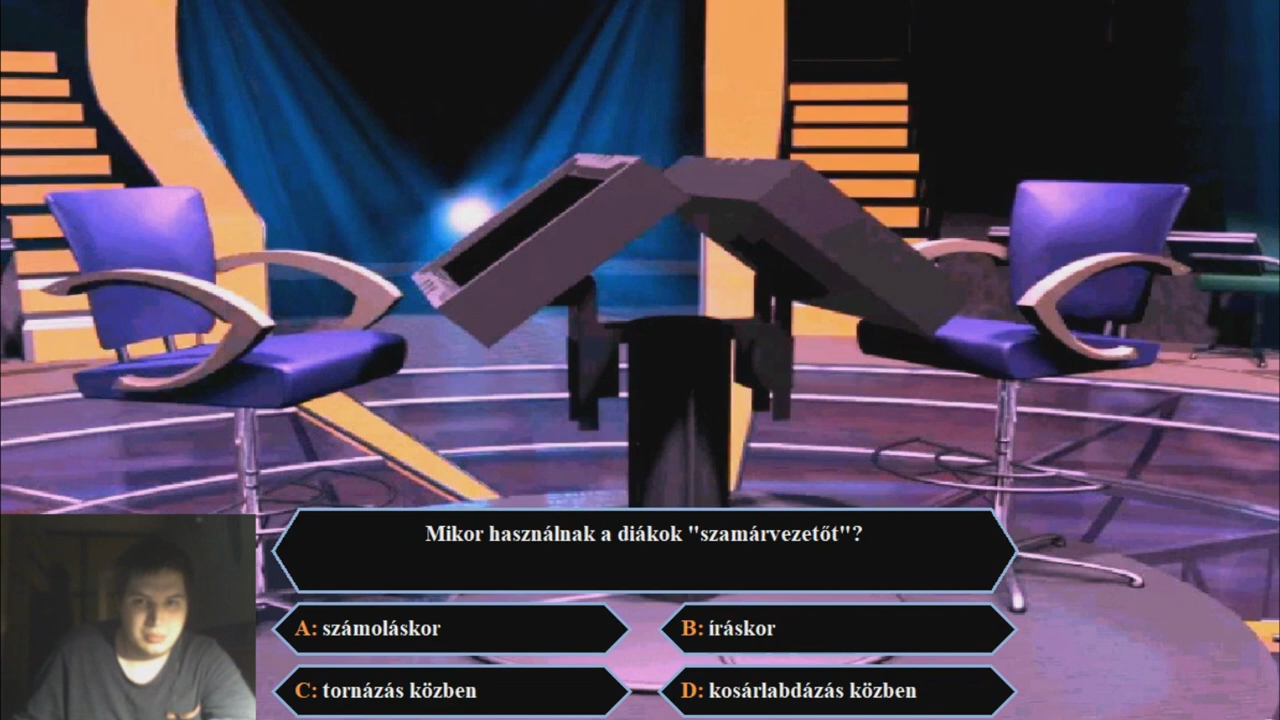 Mikor használnak a diákok "szamárvezetőt"?
A: számoláskor
B: íráskor
C: tornázás közben
D: kosárlabdázás közben